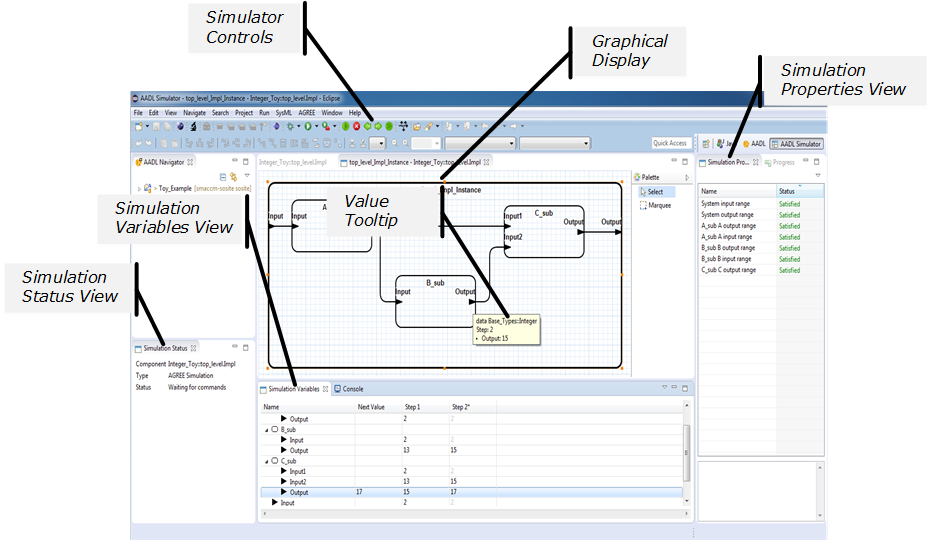 Simulator
Controls
Graphical
Display
Simulation
Properties View
AADL Simulator - top_level_Impl_Instance - Integer_Toy::top_level.Impl - Eclipse
File Edit View Navigate Search Project Run SysML AGREE Window Help
Quick Access
AADL
AADL Simulator
AADL Navigator
Toy_Example [smaccm-sosite sosite]
Integer_Toy::top_level.Impl
top_level_Impl_Instance - Integer_Toy::top_level.Impl
Simulation Pro...
Progress
Palette
Select
Marquee
Value
Tooltip
Simulation
Variables View
Simulation
Status View
Input
Input
A
Input1
Input2
C_sub
Output
Output
B_sub
Input
Output
data Base_Types::Integer
Step: 2
• Output: 15
Name Status
System input range Satisfied
System output range Satisfied
A_sub A output range Satisfied
A_sub A input range Satisfied
B_sub B output range Satisfied
B_sub B input range Satisfied
C_sub C output range Satisfied
Simulation Status
Component Integer_Toy::top_level.Impl
Type AGREE Simulation
Status Waiting for commands
Simulation Variables
Console
Name Next Value Step 1 Step 2*
Output 2 2
B_sub
Input 2 2
Output 13 15
C_sub
Input1 2 2
Input2 13 15
Output 17 15 17
Input 2 2